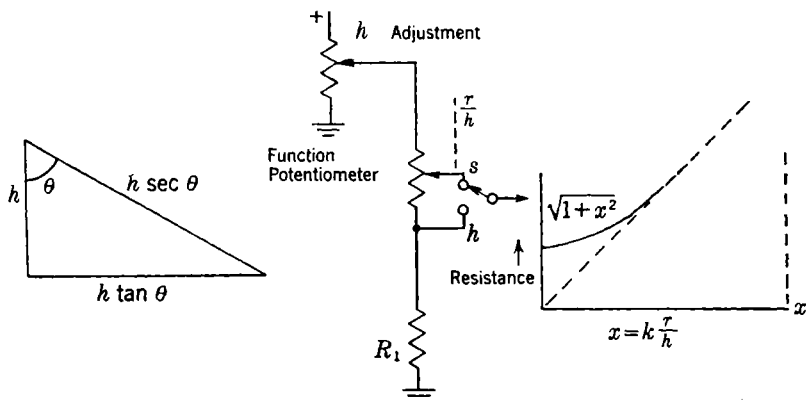 h
θ
h sec θ
h tan θ
+
h Adjustment
Function
Potentiometer
r/h
s
h
R₁
√1+x²
Resistance
x
x = k r/h